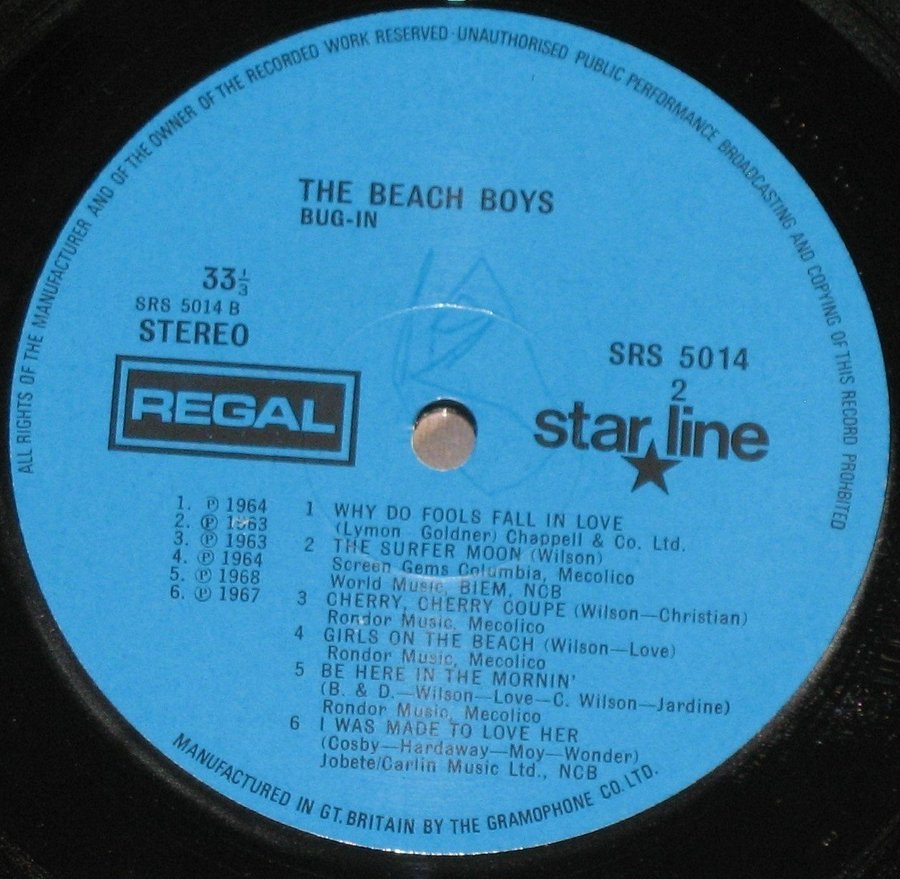 ALL RIGHTS OF THE MANUFACTURER AND OF THE OWNER OF THE RECORDED WORK RESERVED · UNAUTHORISED PUBLIC PERFORMANCE BROADCASTING AND COPYING OF THIS RECORD PROHIBITED
THE BEACH BOYS
BUG-IN
33⅓
SRS 5014 B
STEREO
REGAL
SRS 5014
2
star line
1. ℗ 1964
2. ℗ 1963
3. ℗ 1963
4. ℗ 1964
5. ℗ 1968
6. ℗ 1967
1 WHY DO FOOLS FALL IN LOVE
(Lymon Goldner) Chappell & Co. Ltd.
2 THE SURFER MOON (Wilson)
Screen Gems Columbia, Mecolico
World Music, BIEM, NCB
3 CHERRY, CHERRY COUPE (Wilson—Christian)
Rondor Music, Mecolico
4 GIRLS ON THE BEACH (Wilson—Love)
Rondor Music, Mecolico
5 BE HERE IN THE MORNIN'
(B. & D.—Wilson—Love—C. Wilson—Jardine)
Rondor Music, Mecolico
6 I WAS MADE TO LOVE HER
(Cosby—Hardaway—Moy—Wonder)
Jobete/Carlin Music Ltd., NCB
MANUFACTURED IN GT. BRITAIN BY THE GRAMOPHONE CO. LTD.